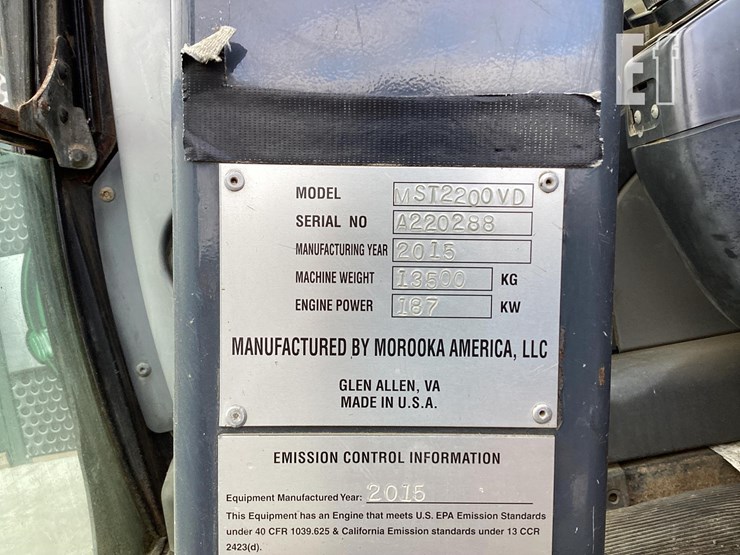 ET
MODEL MST2200VD
SERIAL NO A220288
MANUFACTURING YEAR 2015
MACHINE WEIGHT 13500 KG
ENGINE POWER 187 KW
MANUFACTURED BY MOROOKA AMERICA, LLC
GLEN ALLEN, VA
MADE IN U.S.A.
EMISSION CONTROL INFORMATION
Equipment Manufactured Year: 2015
This Equipment has an Engine that meets U.S. EPA Emission Standards
under 40 CFR 1039.625 & California Emission standards under 13 CCR
2423(d).